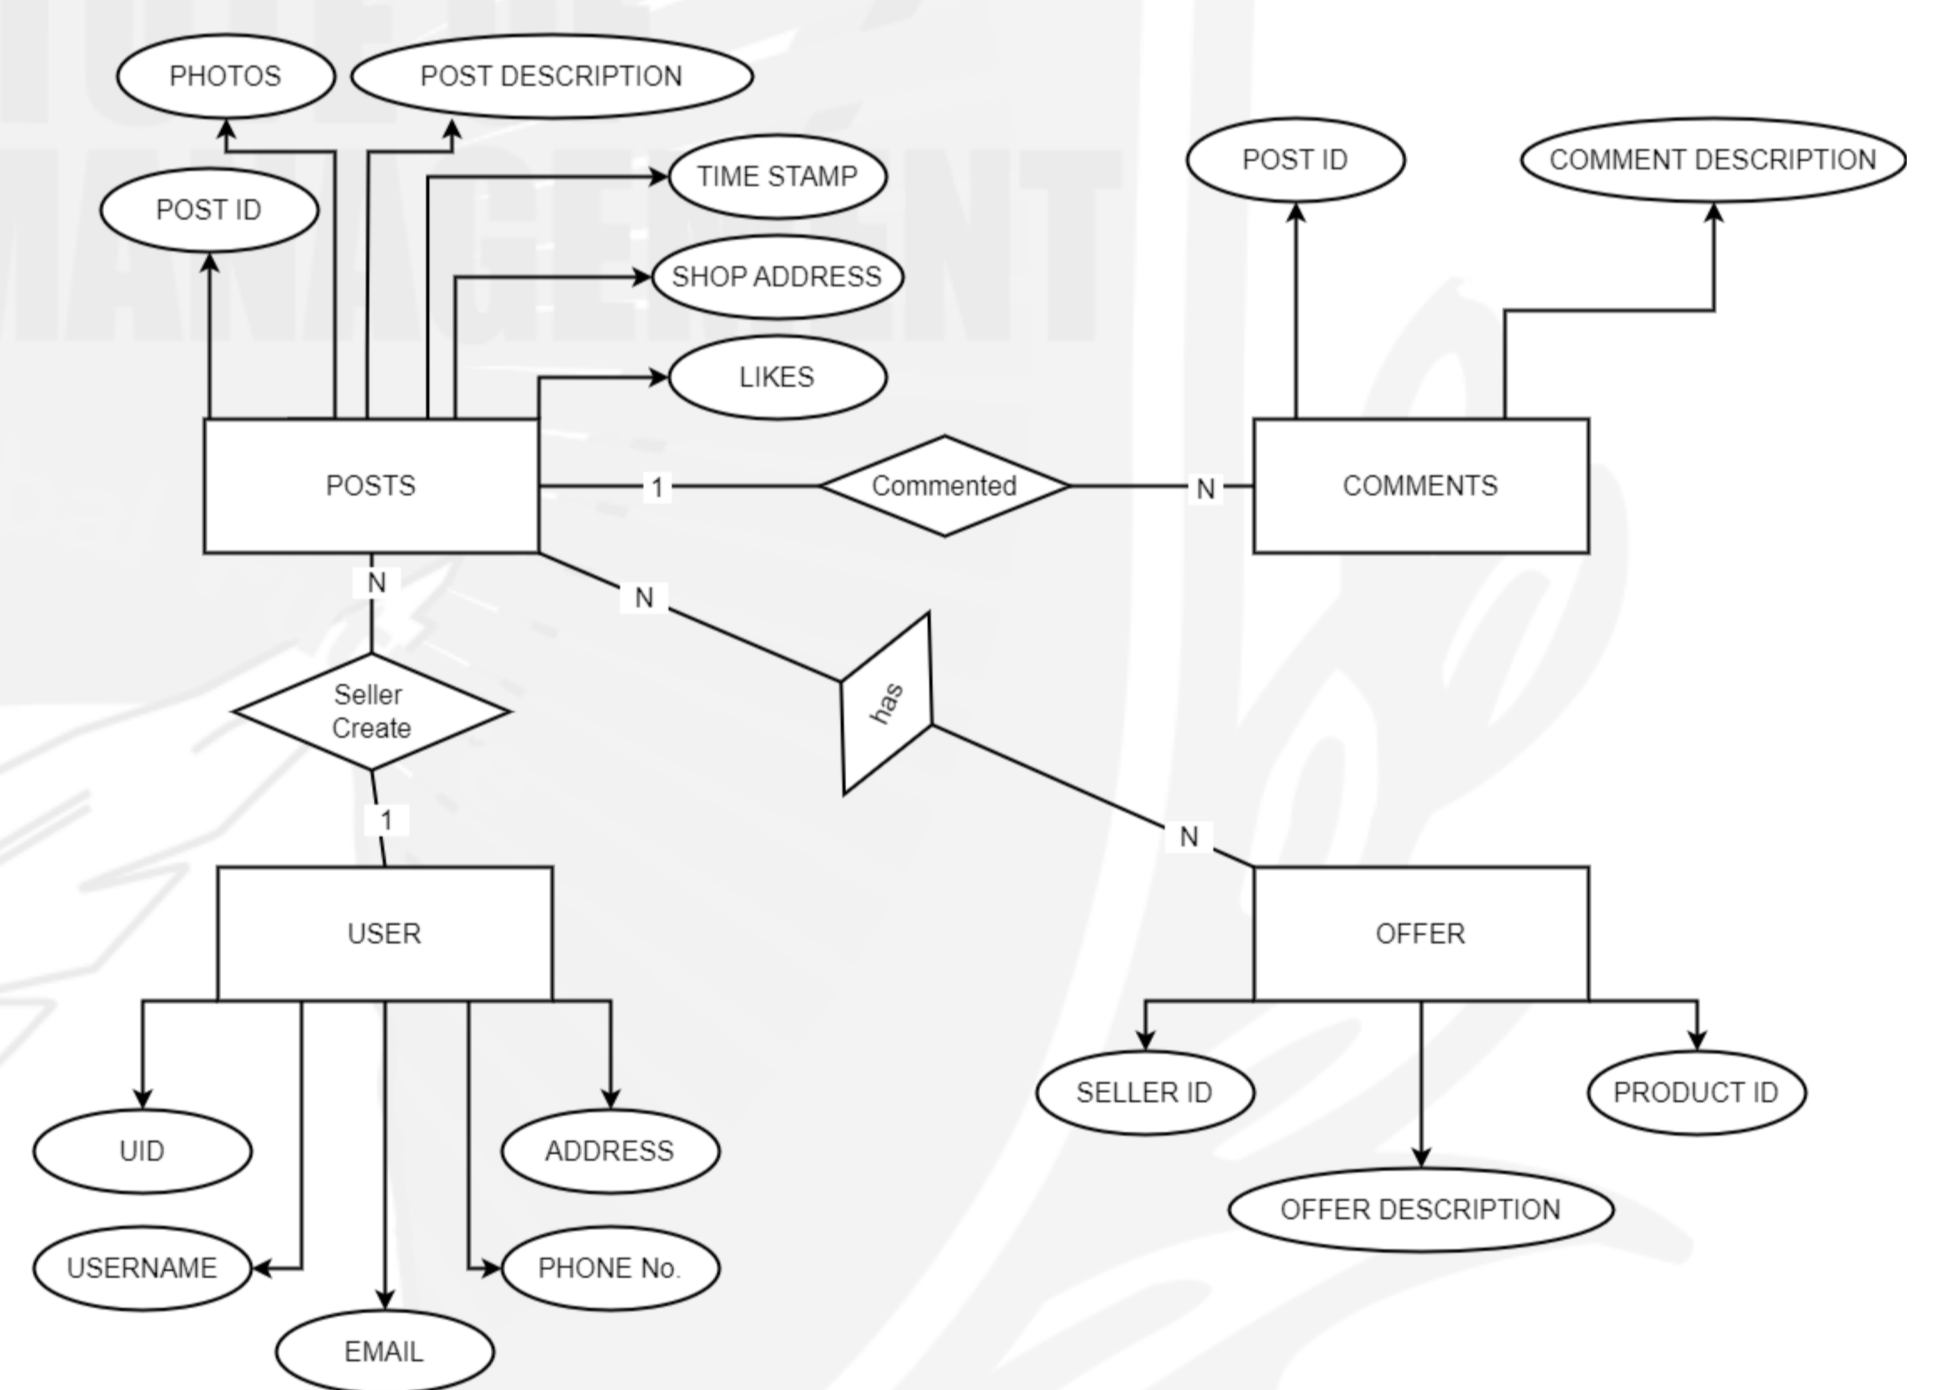 PHOTOS
POST DESCRIPTION
POST ID
TIME STAMP
SHOP ADDRESS
LIKES
POST ID
COMMENT DESCRIPTION
POSTS
1
Commented
N
COMMENTS
N
N
Seller
Create
has
1
N
USER
OFFER
SELLER ID
PRODUCT ID
OFFER DESCRIPTION
UID
ADDRESS
USERNAME
PHONE No.
EMAIL
MANAGEMENT